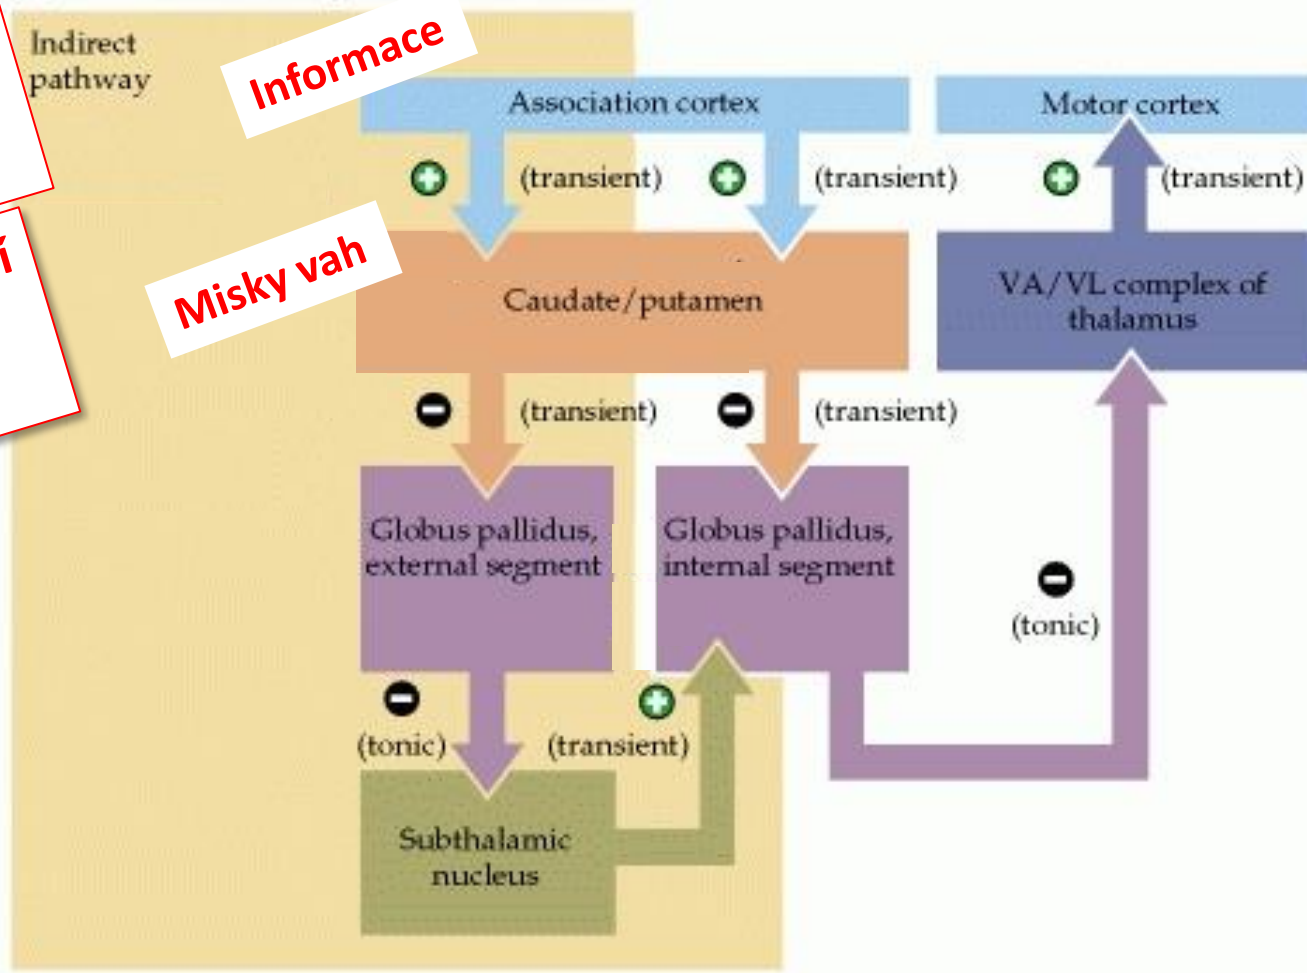 Indirect
pathway
Informace
Association cortex
Motor cortex
(transient)
(transient)
(transient)
í
Misky vah
Caudate/putamen
VA/VL complex of
thalamus
(transient)
(transient)
Globus pallidus,
external segment
Globus pallidus,
internal segment
(tonic)
(tonic)
(transient)
Subthalamic
nucleus